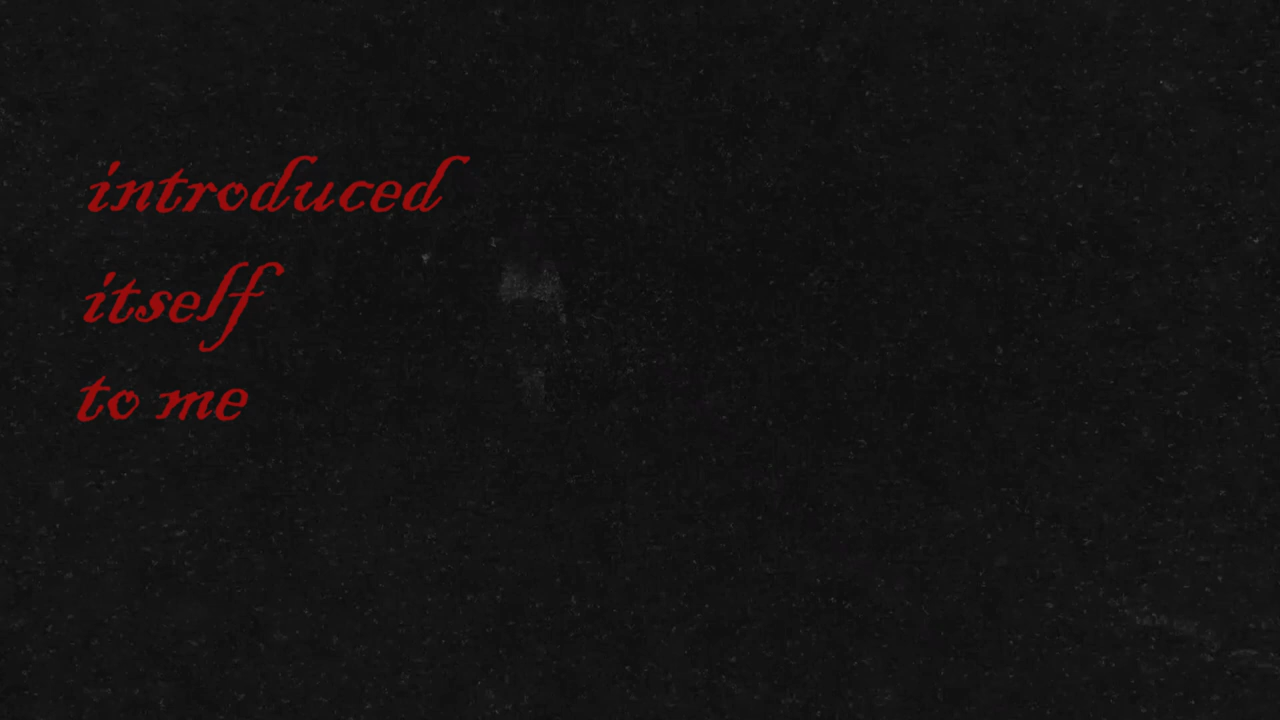 introduced
itself
to me